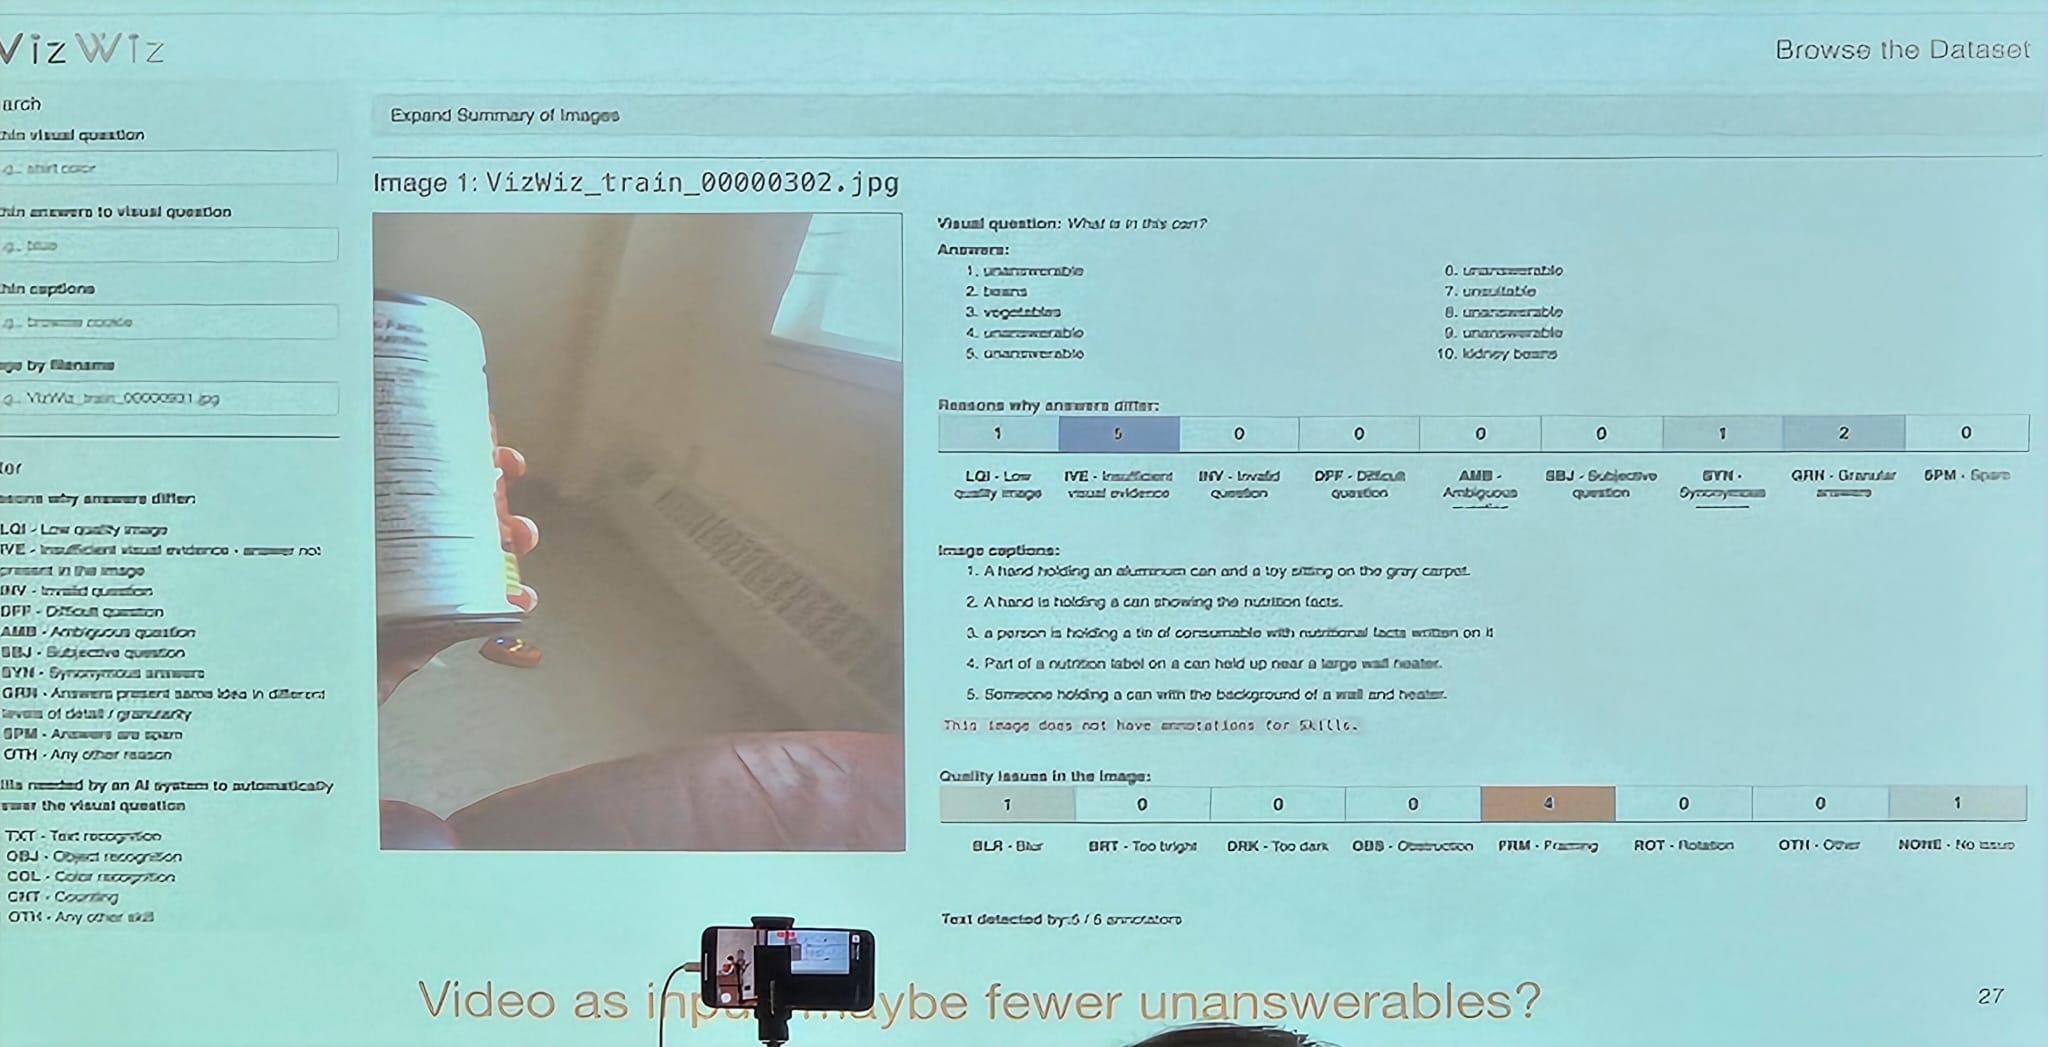 VizWiz
Browse the Dataset
arch
visual question
g., shirt color
answers to visual question
g., blue
captions
g.,
by filename
g., VizWiz_train_00000901.jpg
Reasons why answers differ:
LQI - Low quality image
IVE - Insufficient visual evidence - answer not
present in the image
INV - Invalid question
DFF - Difficult question
AMB - Ambiguous question
SBJ - Subjective question
SYN - Synonymous answers
GRN - Answers present same idea in different
levels of detail / granularity
SPM - Answers are spam
OTH - Any other reason
needed by an AI system to automatically
the visual question
TXT - Text recognition
OBJ - Object recognition
COL - Color recognition
CNT - Counting
OTH - Any other skill
Expand Summary of Images
Image 1: VizWiz_train_00000302.jpg
Visual question: What is in this can?
Answers:
1. unanswerable
2. beans
3. vegetables
4. unanswerable
5. unanswerable
6. unanswerable
7. unsuitable
8. unanswerable
9. unanswerable
10. kidney beans
Reasons why answers differ:
1 5 0 0 0 0 1 2 0
LQI - Low quality image
IVE - Insufficient visual evidence
INV - Invalid question
DFF - Difficult question
AMB - Ambiguous
SBJ - Subjective question
SYN - Synonymous
GRN - Granular answers
SPM - Spam
Image captions:
1. A hand holding an aluminum can and a toy sitting on the gray carpet.
2. A hand is holding a can showing the nutrition facts.
3. a person is holding a tin of consumable with nutritional facts written on it
4. Part of a nutrition label on a can held up near a large wall heater.
5. Someone holding a can with the background of a wall and heater.
This image does not have annotations for Skills.
Quality issues in the image:
1 0 0 0 4 0 0 1
BLR - Blur
BRT - Too bright
DRK - Too dark
OBS - Obstruction
FRM - Framing
ROT - Rotation
OTH - Other
NONE - No issue
Text detected by: 5 / 5 annotators
Video as inp aybe fewer unanswerables?
27